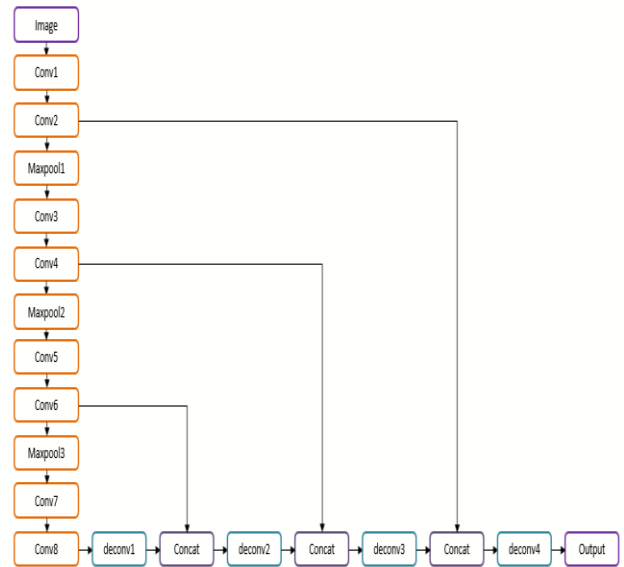 Image
Conv1
Conv2
Maxpool1
Conv3
Conv4
Maxpool2
Conv5
Conv6
Maxpool3
Conv7
Conv8
deconv1
Concat
deconv2
Concat
deconv3
Concat
deconv4
Output